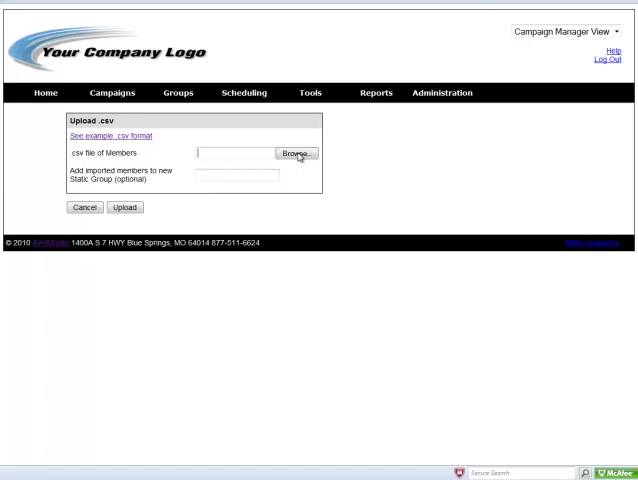 Campaign Manager View
Your Company Logo
Help
Log Out
Home Campaigns Groups Scheduling Tools Reports Administration
Upload .csv
See example .csv format
.csv file of Members Browse...
Add imported members to new
Static Group (optional)
Cancel Upload
© 2010 AvidMobile 1400A S 7 HWY Blue Springs, MO 64014 877-511-6624
Secure Search McAfee